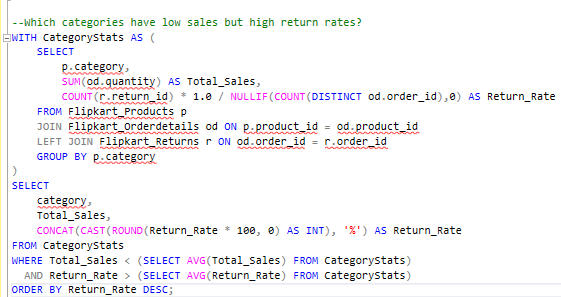 --Which categories have low sales but high return rates?
WITH CategoryStats AS (
    SELECT
        p.category,
        SUM(od.quantity) AS Total_Sales,
        COUNT(r.return_id) * 1.0 / NULLIF(COUNT(DISTINCT od.order_id),0) AS Return_Rate
    FROM Flipkart_Products p
    JOIN Flipkart_Orderdetails od ON p.product_id = od.product_id
    LEFT JOIN Flipkart_Returns r ON od.order_id = r.order_id
    GROUP BY p.category
)
SELECT
    category,
    Total_Sales,
    CONCAT(CAST(ROUND(Return_Rate * 100, 0) AS INT), '%') AS Return_Rate
FROM CategoryStats
WHERE Total_Sales < (SELECT AVG(Total_Sales) FROM CategoryStats)
  AND Return_Rate > (SELECT AVG(Return_Rate) FROM CategoryStats)
ORDER BY Return_Rate DESC;